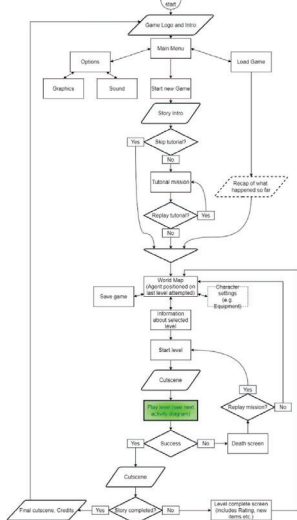 start
Game Logo and Intro
Main Menu
Options
Load Game
Graphics
Sound
Start new Game
Story Intro
Skip tutorial?
Yes
No
Tutorial mission
Recap of what
happened so far
Replay tutorial?
Yes
No
World Map
(Agent positioned on
last level attempted)
Save game
Character
settings
(e.g.
Equipment)
Information
about selected
level
Start level
Cutscene
Yes
Play level (see next
activity diagram)
Replay mission?
No
Yes
Success
No
Death screen
Cutscene
Final cutscene, Credits
Yes
Story completed?
No
Level complete screen
(includes Rating, new
items etc.)